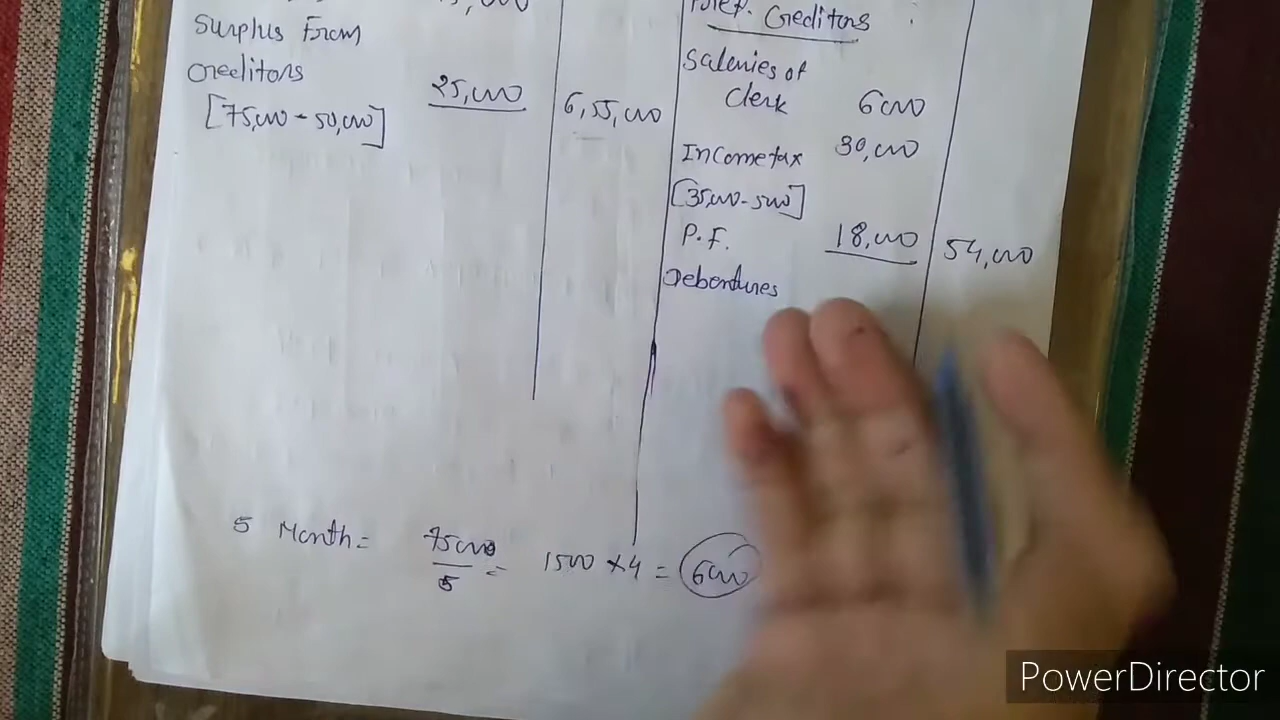 Surplus From
Creditors
[75,000 - 50,000]
25,000
6,55,000
Pref. Creditors
Salaries of
Clerk
6000
Incometax
30,000
[35,000 - 5000]
P.F.
18,000
54,000
Debentures
5 Month =
75000
5
=
1500 × 4 =
6000
PowerDirector